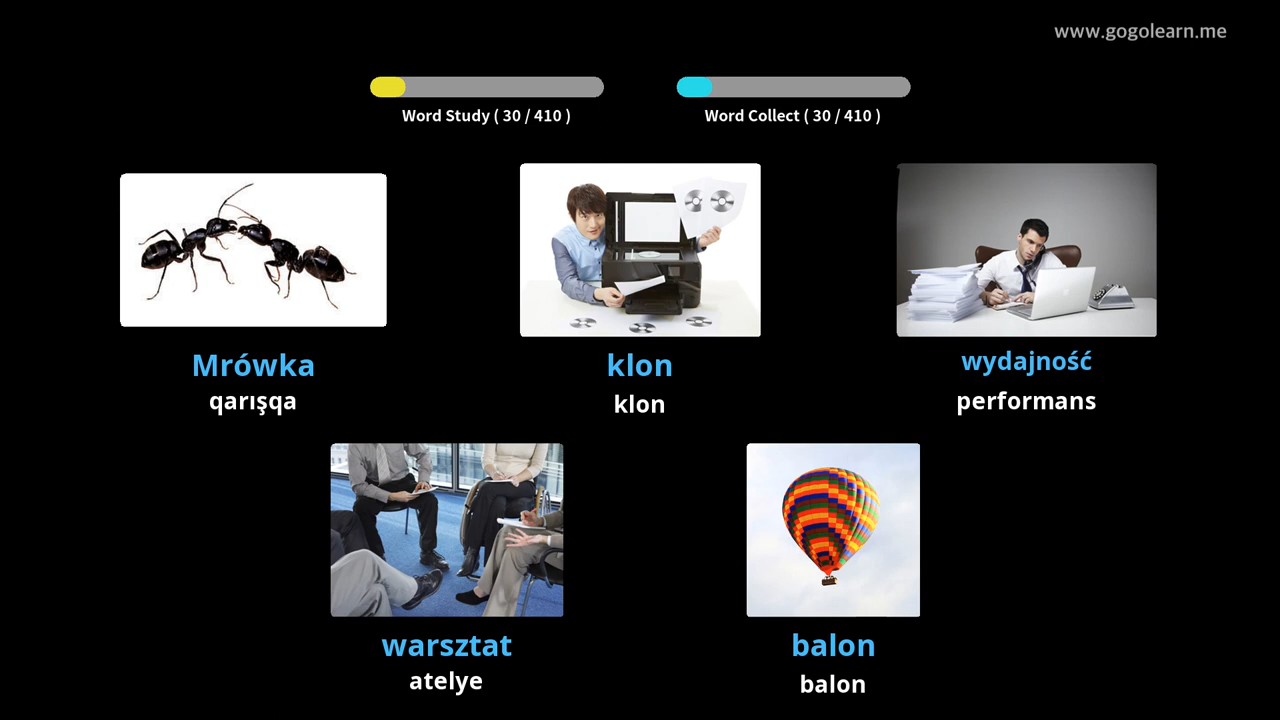 www.gogolearn.me
Word Study ( 30 / 410 )
Word Collect ( 30 / 410 )
Mrówka
qarışqa
klon
klon
wydajność
performans
warsztat
atelye
balon
balon